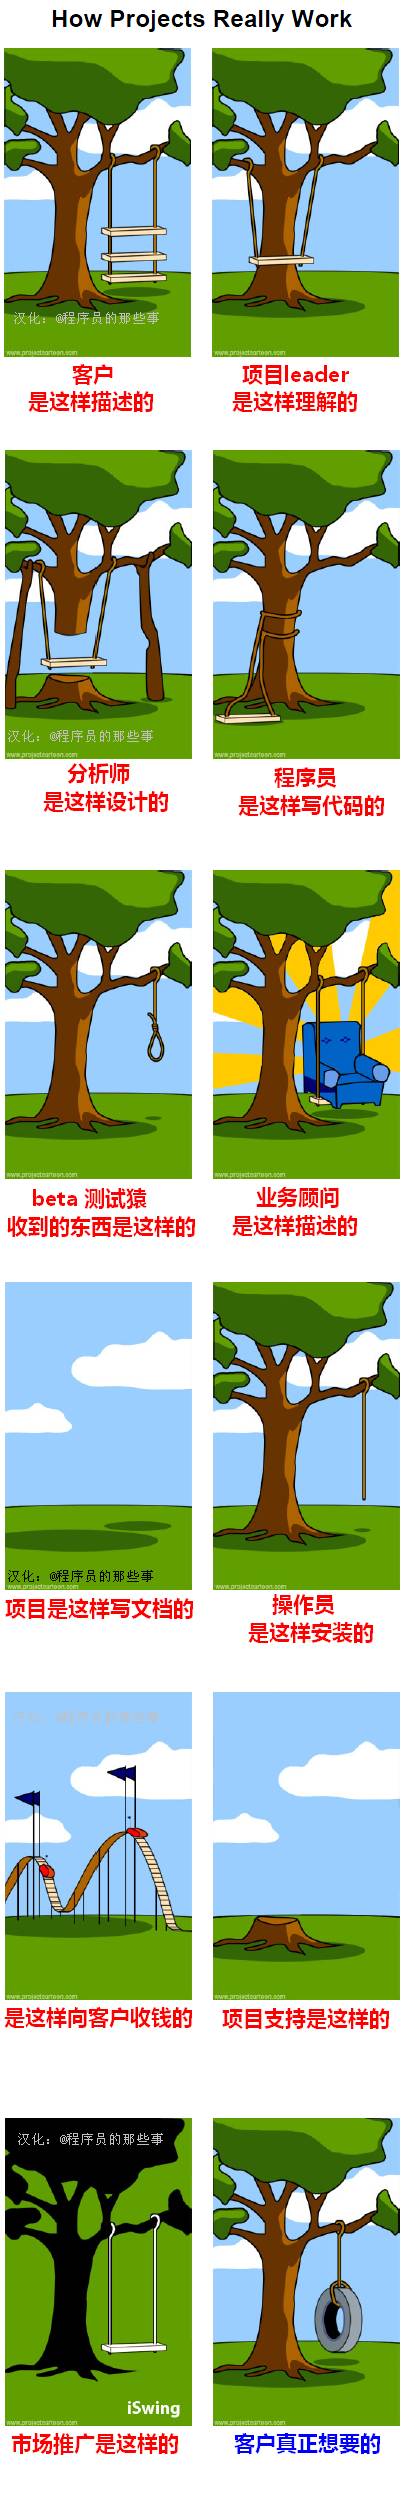 How Projects Really Work
汉化：@程序员的那些事
www.projectcartoon.com
www.projectcartoon.com
客户
是这样描述的
项目leader
是这样理解的
汉化：@程序员的那些事
www.projectcartoon.com
www.projectcartoon.com
分析师
是这样设计的
程序员
是这样写代码的
www.projectcartoon.com
www.projectcartoon.com
beta 测试猿
收到的东西是这样的
业务顾问
是这样描述的
汉化：@程序员的那些事
www.projectcartoon.com
www.projectcartoon.com
项目是这样写文档的
操作员
是这样安装的
汉化：@程序员的那些事
www.projectcartoon.com
www.projectcartoon.com
是这样向客户收钱的
项目支持是这样的
汉化：@程序员的那些事
iSwing
www.projectcartoon.com
www.projectcartoon.com
市场推广是这样的
客户真正想要的